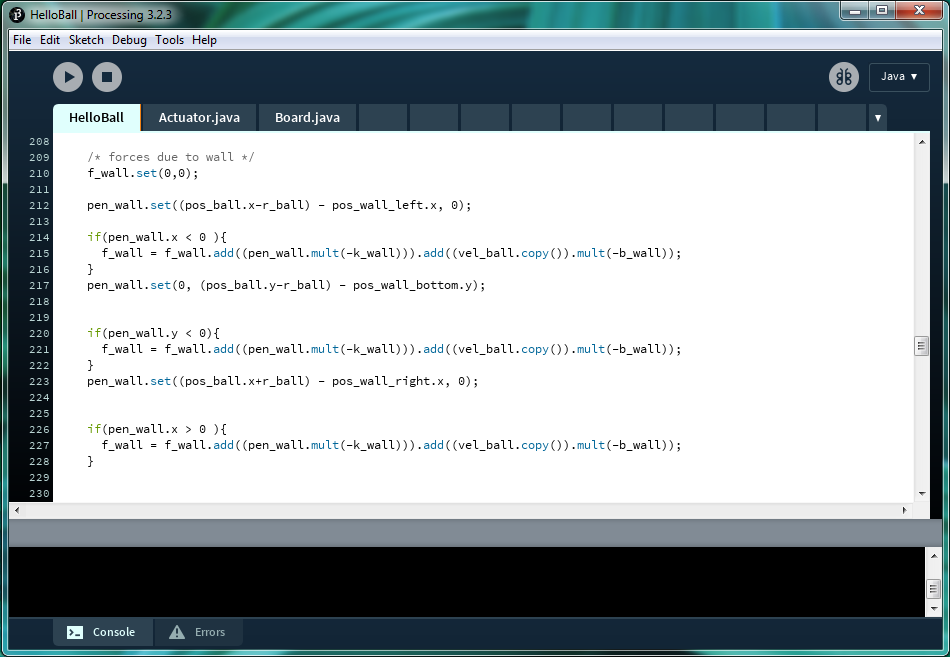 HelloBall | Processing 3.2.3
File Edit Sketch Debug Tools Help
Java ▼
HelloBall Actuator.java Board.java ▼
208
209 /* forces due to wall */
210 f_wall.set(0,0);
211
212 pen_wall.set((pos_ball.x-r_ball) - pos_wall_left.x, 0);
213
214 if(pen_wall.x < 0 ){
215 f_wall = f_wall.add((pen_wall.mult(-k_wall))).add((vel_ball.copy()).mult(-b_wall));
216 }
217 pen_wall.set(0, (pos_ball.y-r_ball) - pos_wall_bottom.y);
218
219
220 if(pen_wall.y < 0){
221 f_wall = f_wall.add((pen_wall.mult(-k_wall))).add((vel_ball.copy()).mult(-b_wall));
222 }
223 pen_wall.set((pos_ball.x+r_ball) - pos_wall_right.x, 0);
224
225
226 if(pen_wall.x > 0 ){
227 f_wall = f_wall.add((pen_wall.mult(-k_wall))).add((vel_ball.copy()).mult(-b_wall));
228 }
229
230
Console Errors